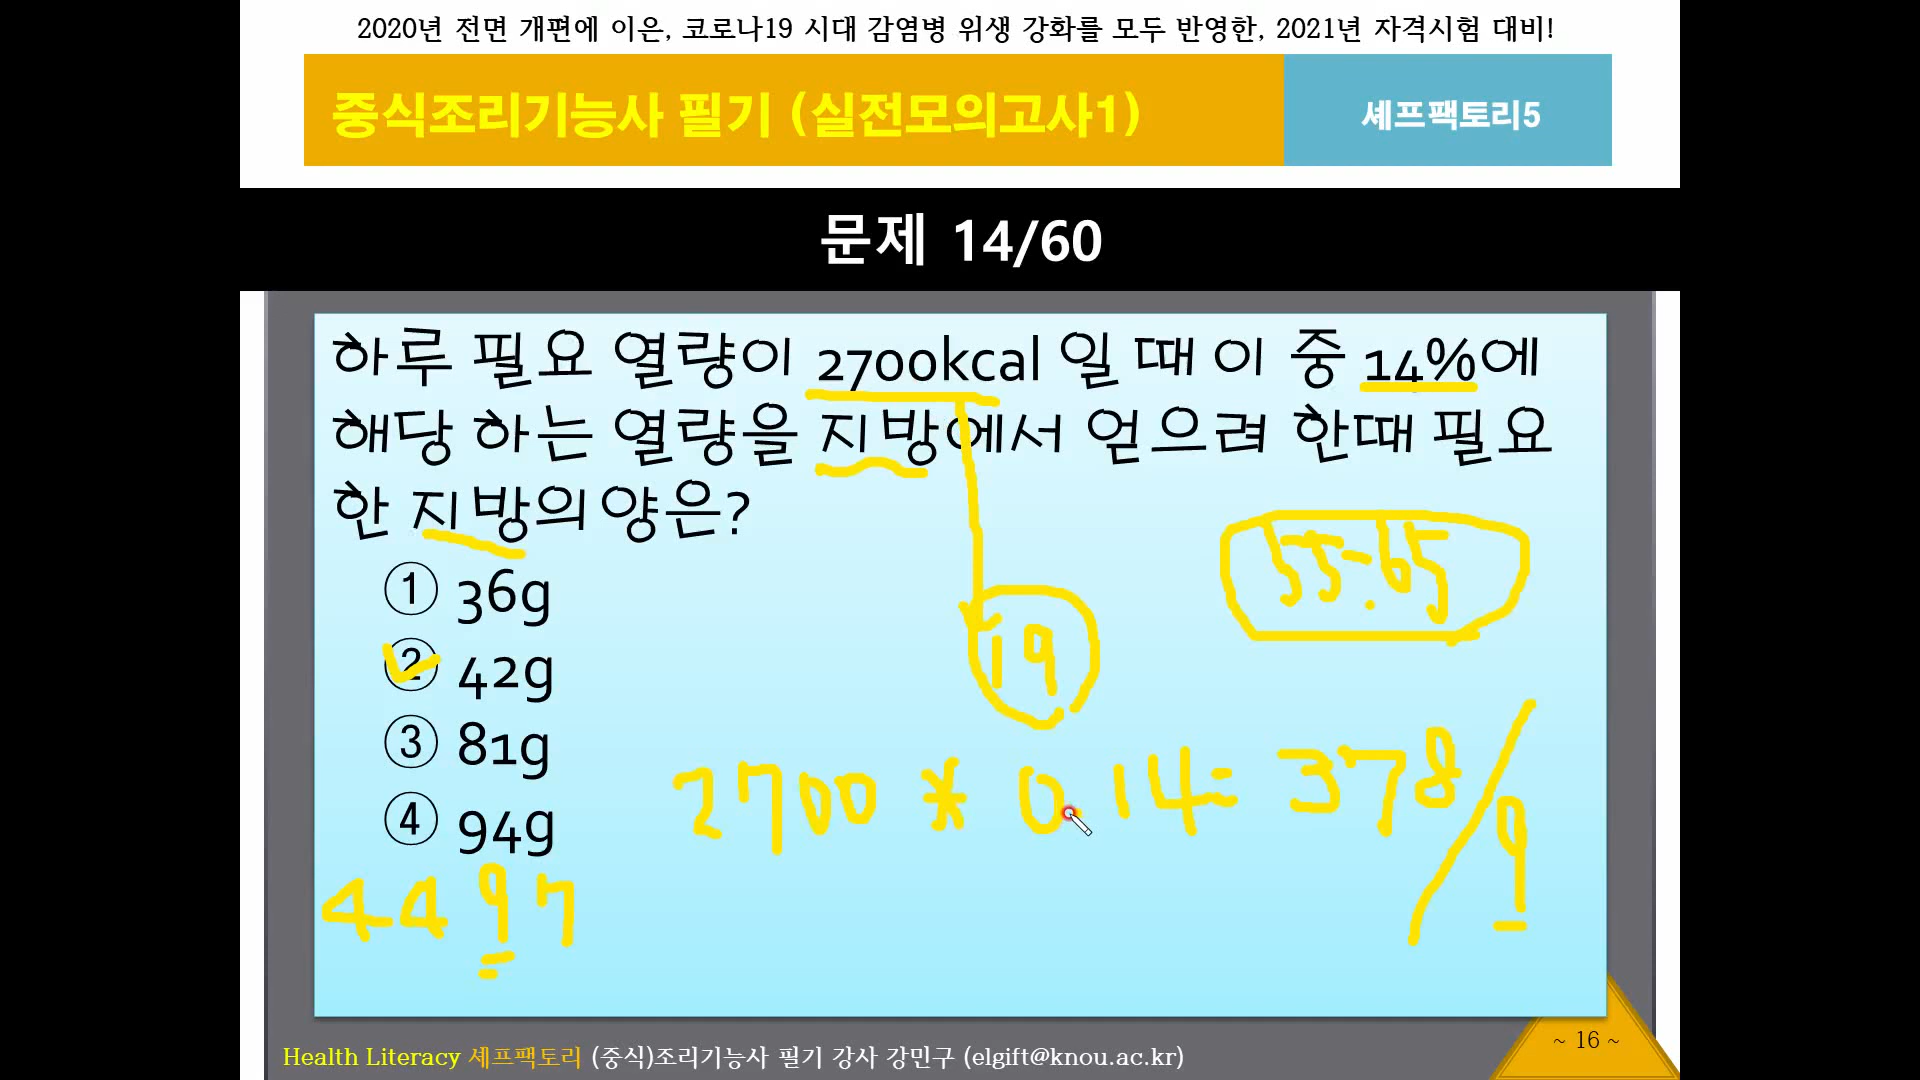 2020년 전면 개편에 이은, 코로나19 시대 감염병 위생 강화를 모두 반영한, 2021년 자격시험 대비!
중식조리기능사 필기 (실전모의고사1)
셰프팩토리5
문제 14/60
하루 필요 열량이 2700kcal 일 때 이 중 14%에
해당 하는 열량을 지방에서 얻으려 한때 필요
한 지방의 양은?
① 36g
② 42g
③ 81g
④ 94g
55-65
19
2700 * 0.14= 378/9
4 4 9 7
Health Literacy 셰프팩토리 (중식)조리기능사 필기 강사 강민구 (elgift@knou.ac.kr)
~ 16 ~